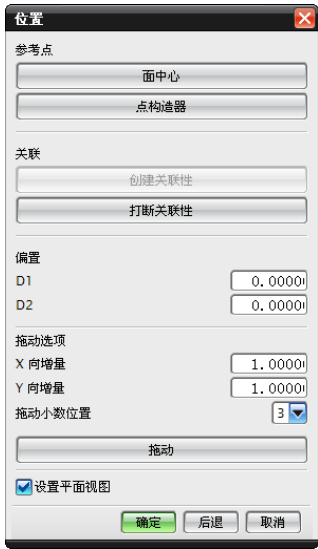 位置
参考点
面中心
点构造器
关联
创建关联性
打断关联性
偏置
D1 0.0000
D2 0.0000
拖动选项
X 向增量 1.0000
Y 向增量 1.0000
拖动小数位置 3
拖动
设置平面视图
确定 后退 取消